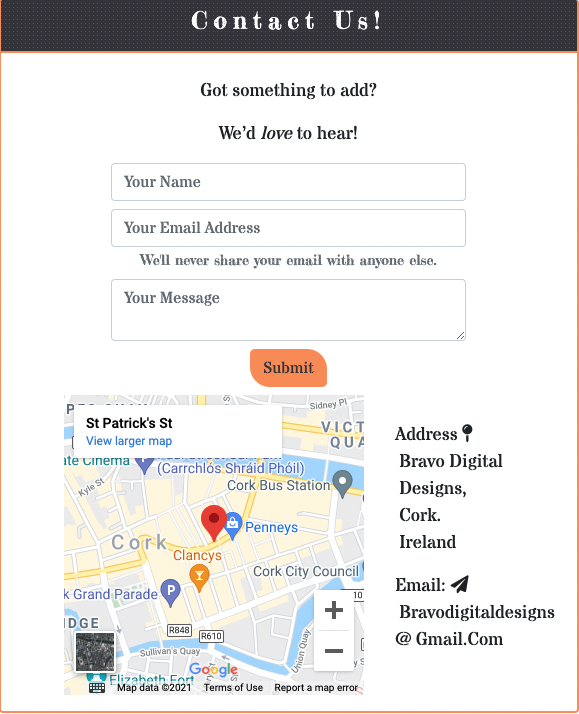 Contact Us!
Got something to add?
We'd love to hear!
Your Name
Your Email Address
We'll never share your email with anyone else.
Your Message
Submit
St Patrick's St
View larger map
Sidney Pl
VICT
QUA
ate Cinema
(Carrchlós Shráid Phóil)
Kyle St
Cork Bus Station
Penneys
Cork
Clancys
Cork City Council
k Grand Parade
P
10
IDGE
R848
R610
Sullivan's Quay
Union Quay
Google
Elizabeth Fort
Map data ©2021 Terms of Use Report a map error
Address
Bravo Digital
Designs,
Cork.
Ireland
Email:
Bravodigitaldesigns
@ Gmail.Com